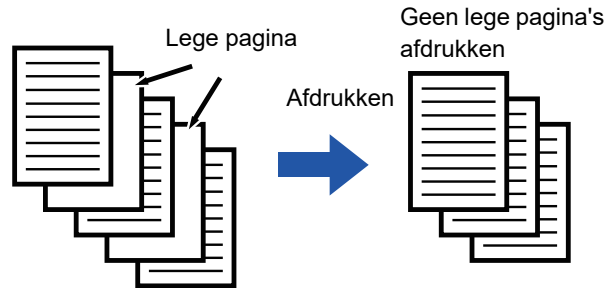 Lege pagina
Afdrukken
Geen lege pagina's
afdrukken